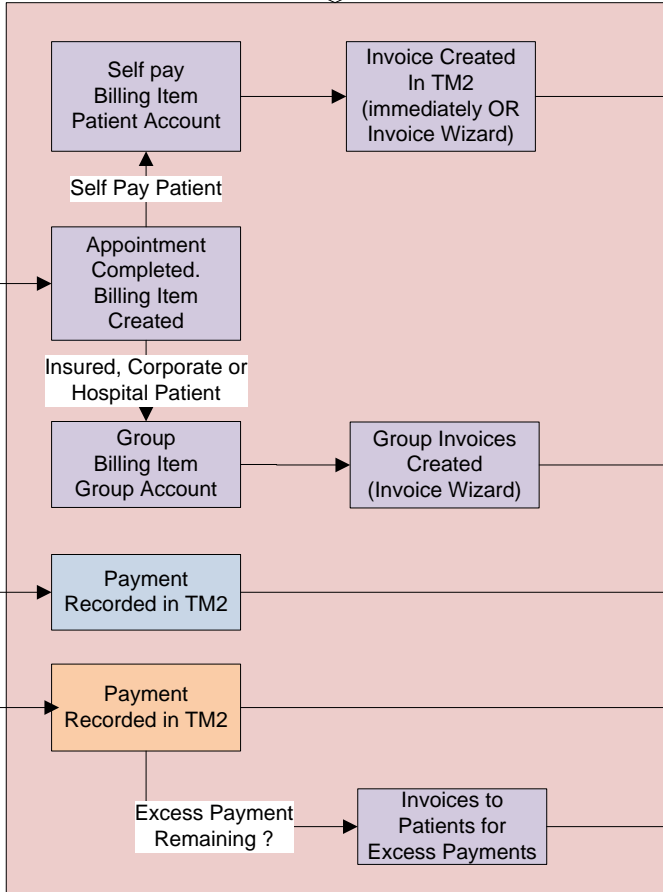 Self pay
Billing Item
Patient Account
Invoice Created
In TM2
(immediately OR
Invoice Wizard)
Self Pay Patient
Appointment
Completed.
Billing Item
Created
Insured, Corporate or
Hospital Patient
Group
Billing Item
Group Account
Group Invoices
Created
(Invoice Wizard)
Payment
Recorded in TM2
Payment
Recorded in TM2
Excess Payment
Remaining ?
Invoices to
Patients for
Excess Payments